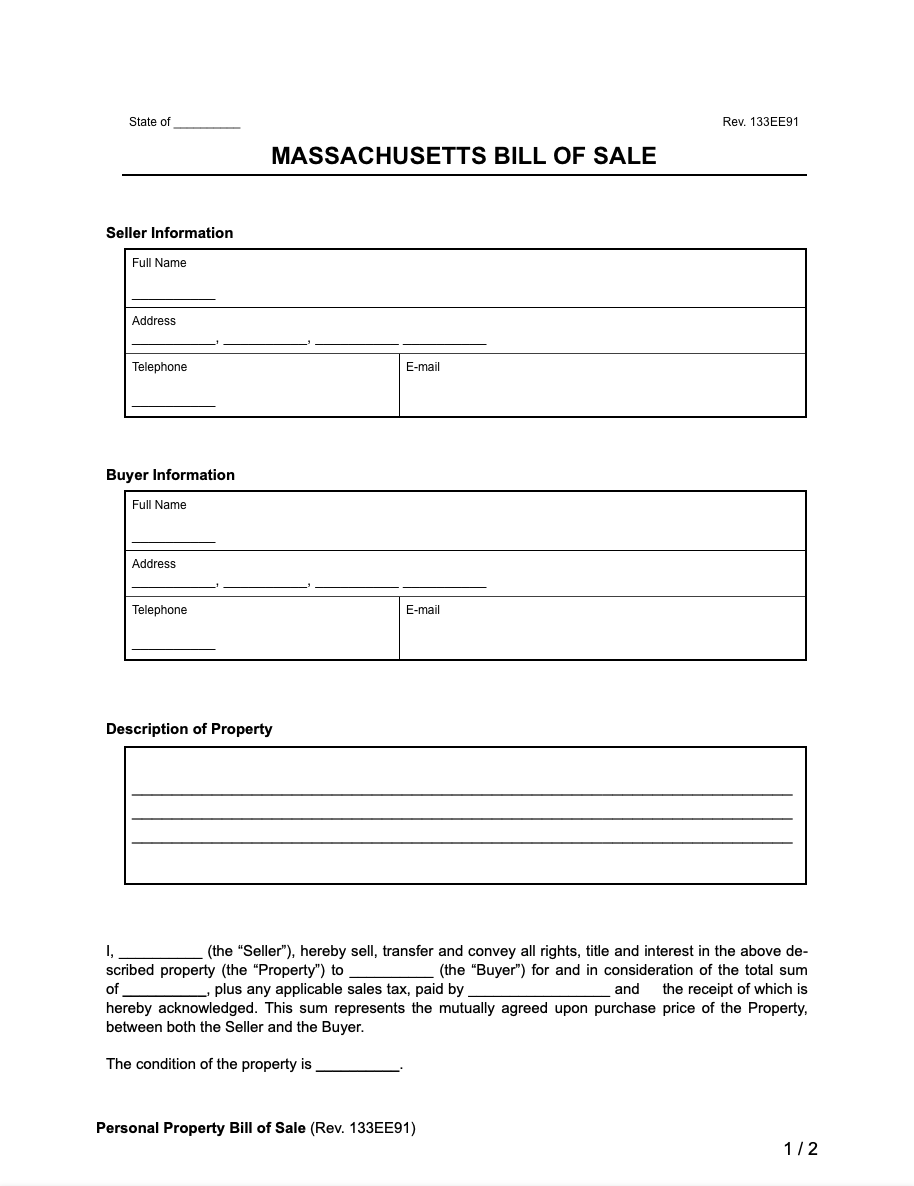 State of __________ Rev. 133EE91
MASSACHUSETTS BILL OF SALE
Seller Information
Full Name
____________
Address
____________, ____________, ____________ ____________
Telephone E-mail
____________
Buyer Information
Full Name
____________
Address
____________, ____________, ____________ ____________
Telephone E-mail
____________
Description of Property
I, __________ (the “Seller”), hereby sell, transfer and convey all rights, title and interest in the above de-
scribed property (the “Property”) to __________ (the “Buyer”) for and in consideration of the total sum
of __________, plus any applicable sales tax, paid by _________________ and the receipt of which is
hereby acknowledged. This sum represents the mutually agreed upon purchase price of the Property,
between both the Seller and the Buyer.
The condition of the property is __________.
Personal Property Bill of Sale (Rev. 133EE91)
1 / 2